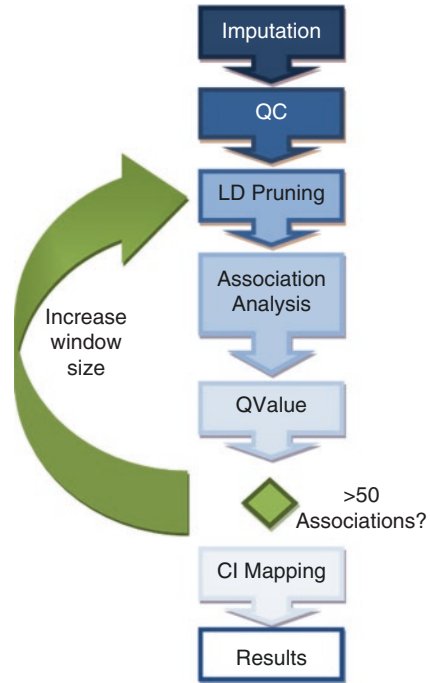 Imputation
QC
LD Pruning
Association
Analysis
Increase
window
size
QValue
>50
Associations?
CI Mapping
Results